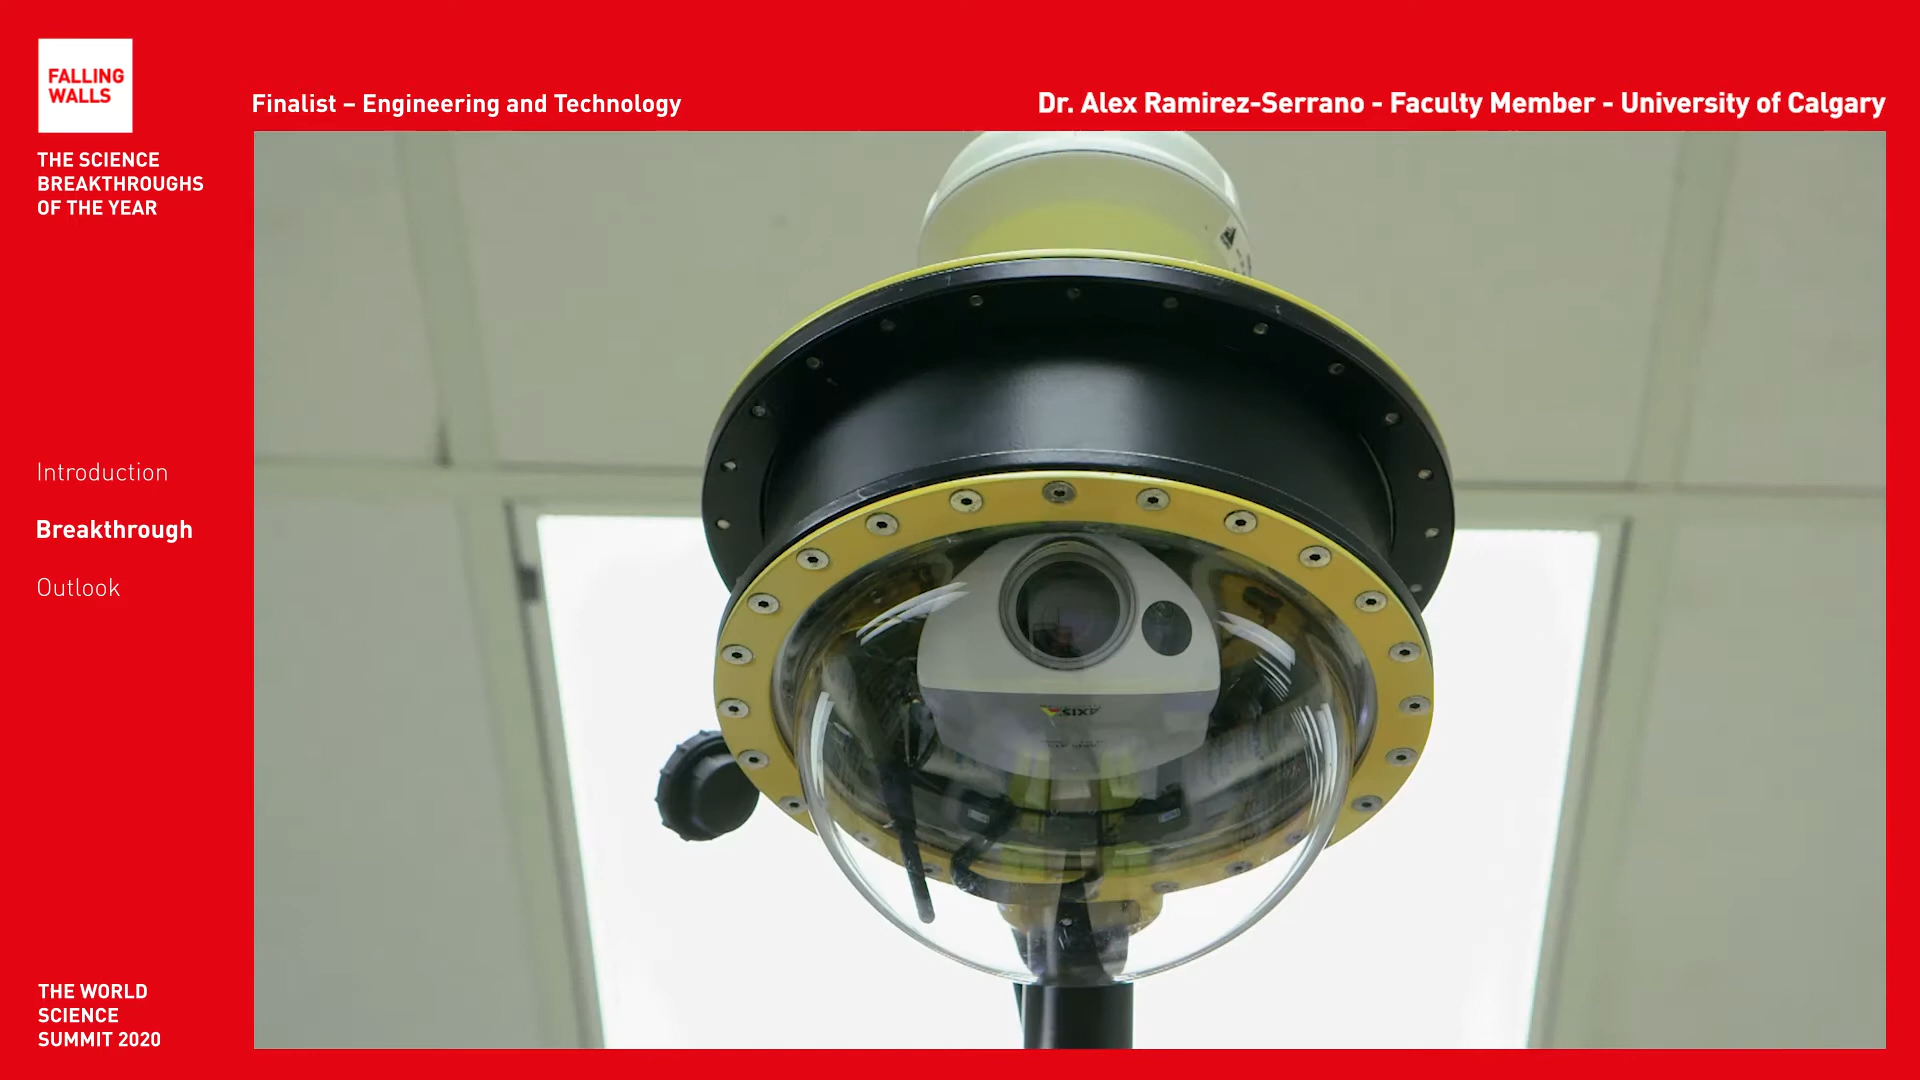 FALLING
WALLS
THE SCIENCE
BREAKTHROUGHS
OF THE YEAR
Finalist – Engineering and Technology
Dr. Alex Ramirez-Serrano - Faculty Member - University of Calgary
Introduction
Breakthrough
Outlook
AXIS
THE WORLD
SCIENCE
SUMMIT 2020